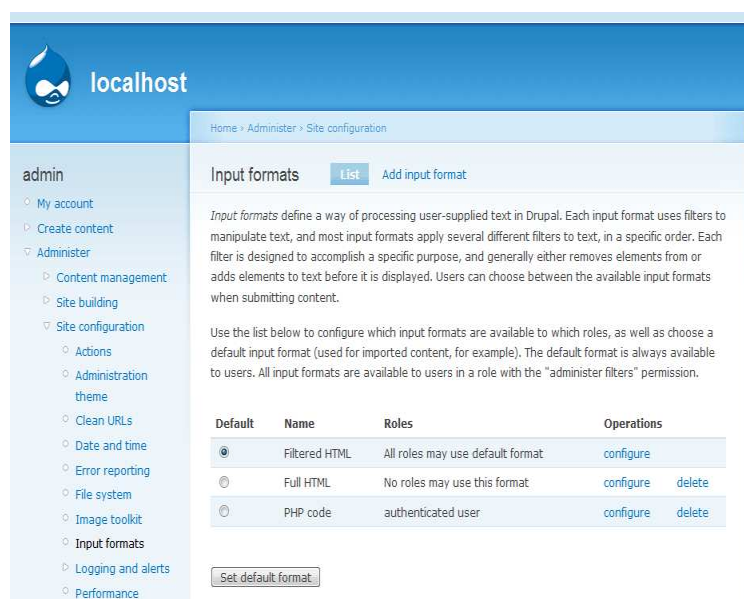 localhost
Home › Administer › Site configuration
admin
My account
Create content
Administer
Content management
Site building
Site configuration
Actions
Administration
theme
Clean URLs
Date and time
Error reporting
File system
Image toolkit
Input formats
Logging and alerts
Performance
Input formats List Add input format
Input formats define a way of processing user-supplied text in Drupal. Each input format uses filters to
manipulate text, and most input formats apply several different filters to text, in a specific order. Each
filter is designed to accomplish a specific purpose, and generally either removes elements from or
adds elements to text before it is displayed. Users can choose between the available input formats
when submitting content.
Use the list below to configure which input formats are available to which roles, as well as choose a
default input format (used for imported content, for example). The default format is always available
to users. All input formats are available to users in a role with the "administer filters" permission.
Default Name Roles Operations
Filtered HTML All roles may use default format configure
Full HTML No roles may use this format configure delete
PHP code authenticated user configure delete
Set default format